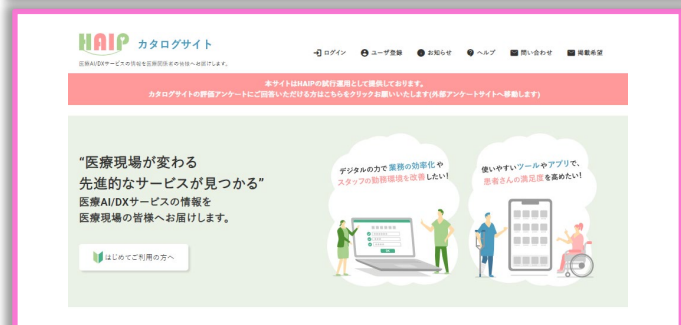 HAIP カタログサイト
医療AI/DXサービスの情報を医療関係者の皆様へお届けします。
ログイン ユーザ登録 お知らせ ヘルプ 問い合わせ 掲載希望
本サイトはHAIPの試行運用として提供しております。
カタログサイトの評価アンケートにご回答いただける方はこちらをクリックお願いいたします(外部アンケートサイトへ移動します)
“医療現場が変わる
先進的なサービスが見つかる”
医療AI/DXサービスの情報を
医療現場の皆様へお届けします。
はじめてご利用の方へ
デジタルの力で業務の効率化や
スタッフの勤務環境を改善したい!
使いやすいツールやアプリで、
患者さんの満足度を高めたい!